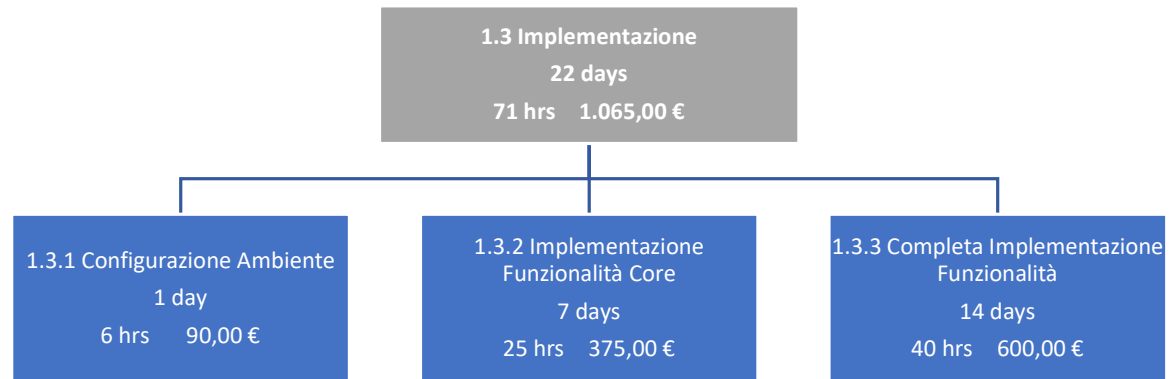 1.3 Implementazione
22 days
71 hrs 1.065,00 €
1.3.1 Configurazione Ambiente
1 day
6 hrs 90,00 €
1.3.2 Implementazione
Funzionalità Core
7 days
25 hrs 375,00 €
1.3.3 Completa Implementazione
Funzionalità
14 days
40 hrs 600,00 €